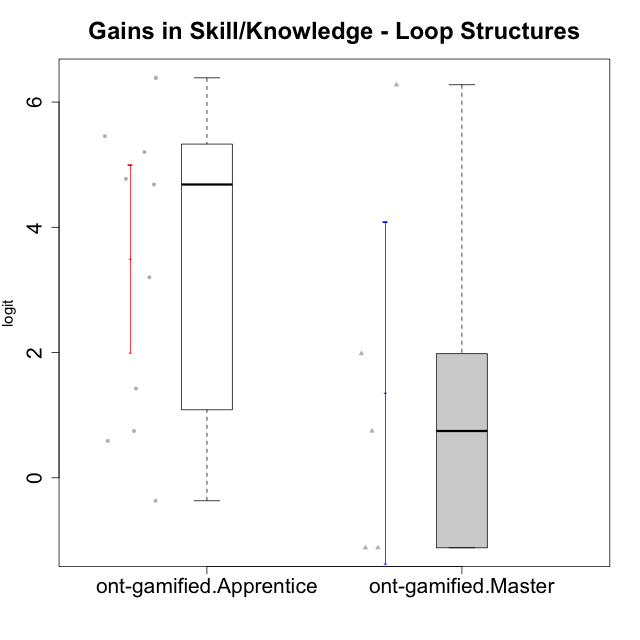 Gains in Skill/Knowledge - Loop Structures
6
4
2
0
logit
ont-gamified.Apprentice
ont-gamified.Master